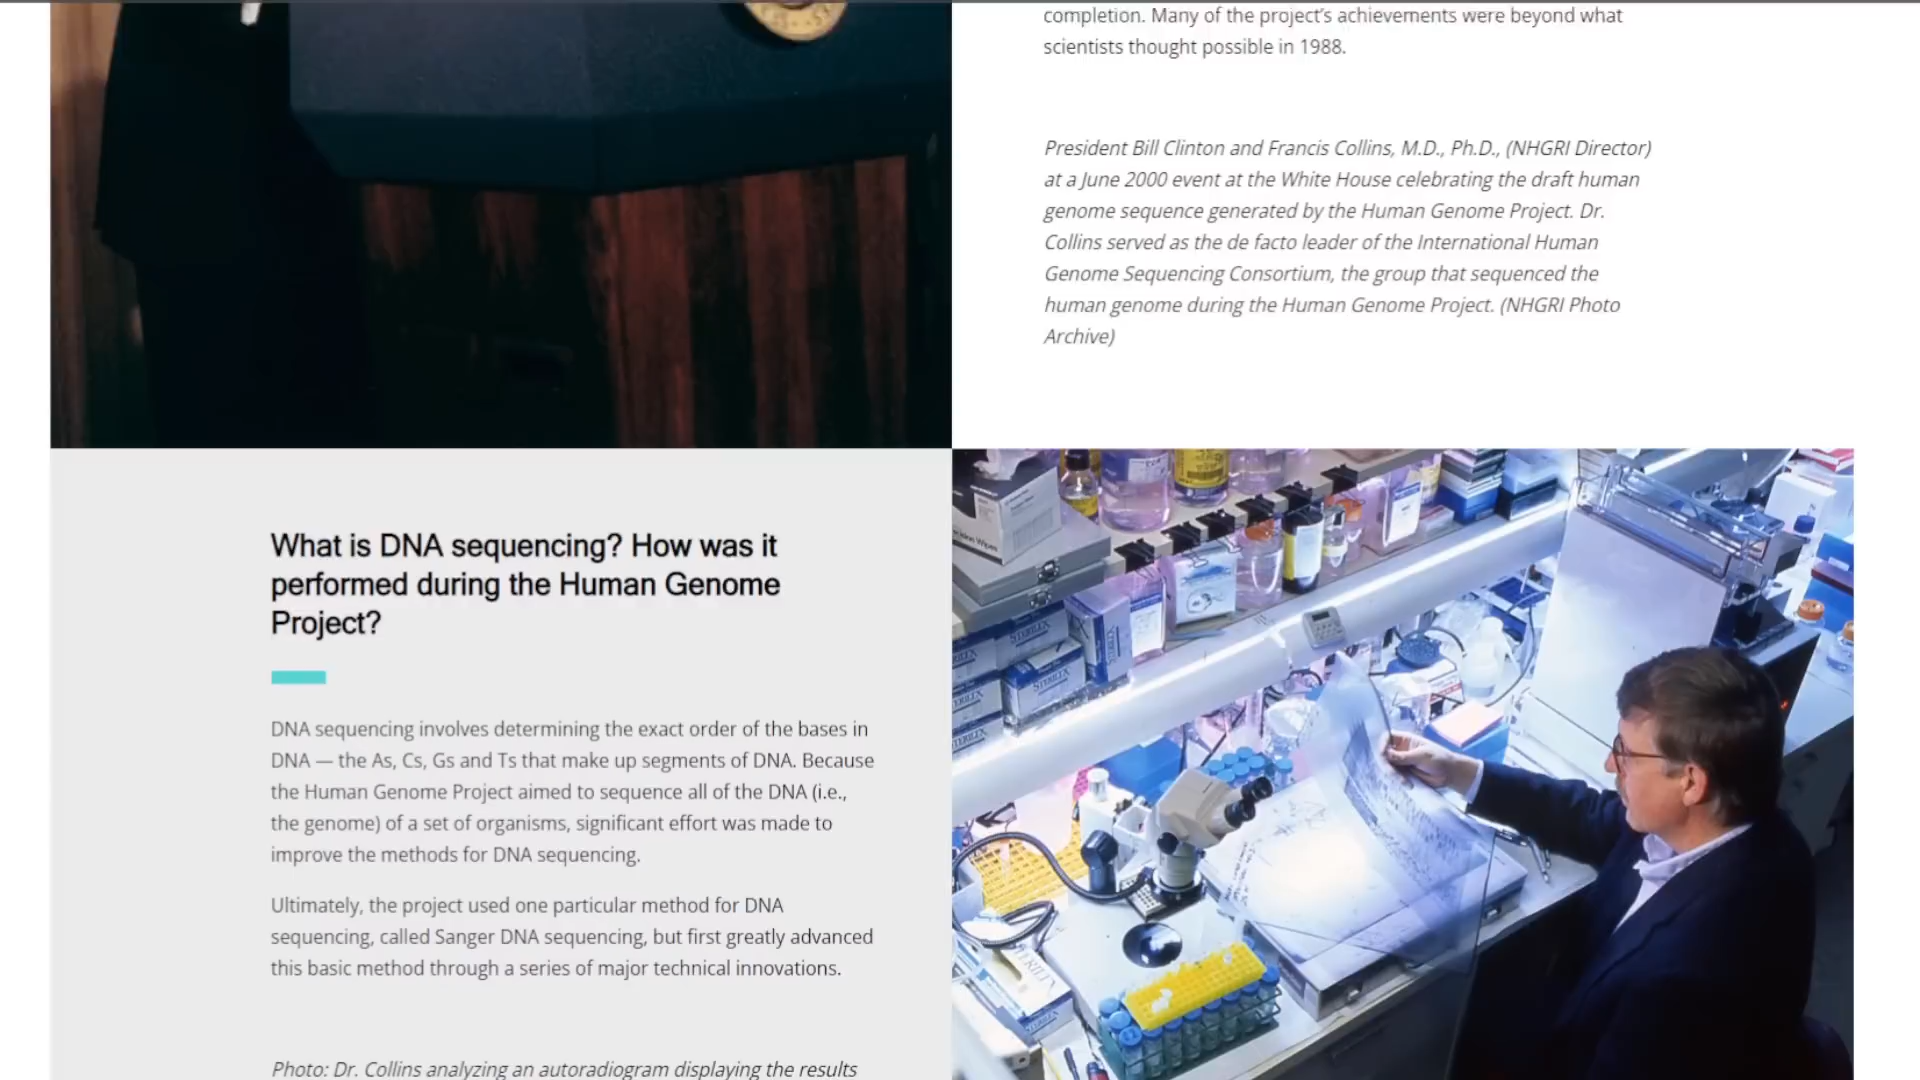 completion. Many of the project's achievements were beyond what
scientists thought possible in 1988.
President Bill Clinton and Francis Collins, M.D., Ph.D., (NHGRI Director)
at a June 2000 event at the White House celebrating the draft human
genome sequence generated by the Human Genome Project. Dr.
Collins served as the de facto leader of the International Human
Genome Sequencing Consortium, the group that sequenced the
human genome during the Human Genome Project. (NHGRI Photo
Archive)
What is DNA sequencing? How was it
performed during the Human Genome
Project?
DNA sequencing involves determining the exact order of the bases in
DNA — the As, Cs, Gs and Ts that make up segments of DNA. Because
the Human Genome Project aimed to sequence all of the DNA (i.e.,
the genome) of a set of organisms, significant effort was made to
improve the methods for DNA sequencing.
Ultimately, the project used one particular method for DNA
sequencing, called Sanger DNA sequencing, but first greatly advanced
this basic method through a series of major technical innovations.
Photo: Dr. Collins analyzing an autoradiogram displaying the results